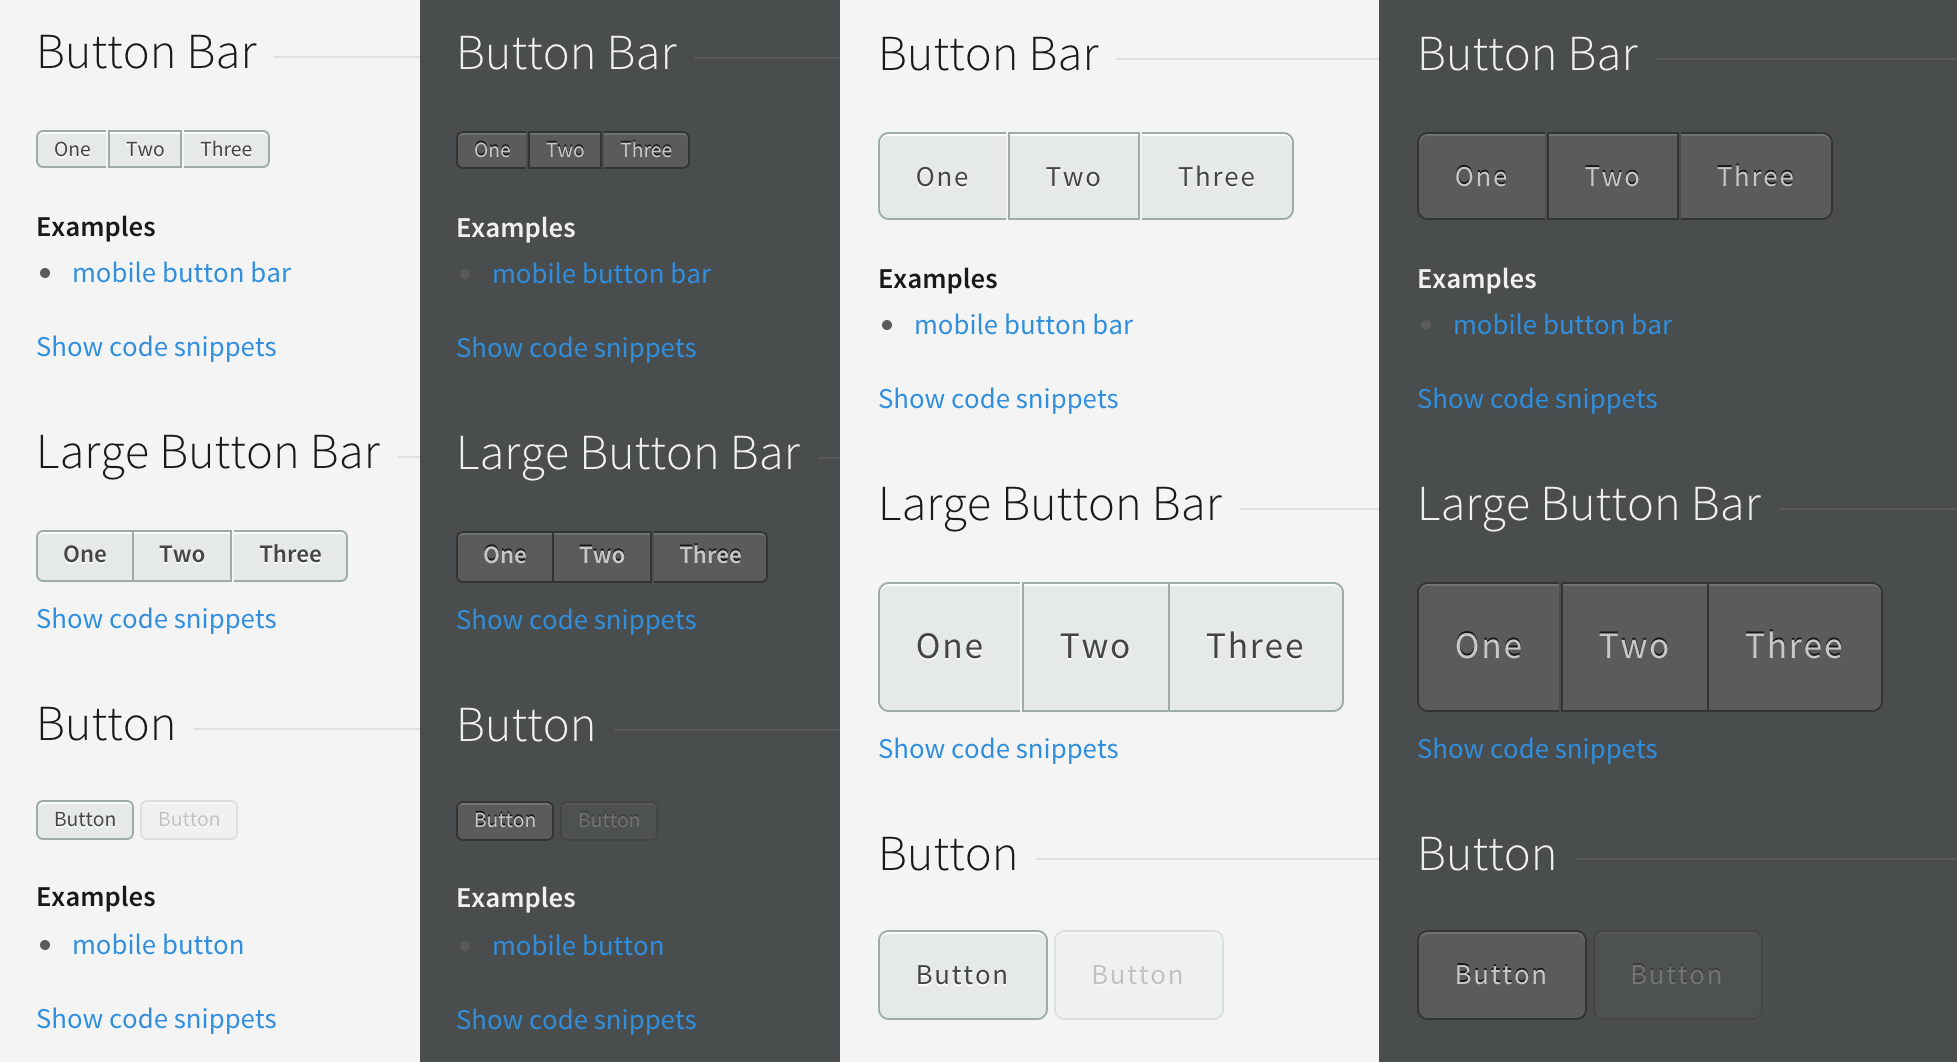 Button Bar
One Two Three
Examples
mobile button bar
Show code snippets
Large Button Bar
One Two Three
Show code snippets
Button
Button Button
Examples
mobile button
Show code snippets
Button Bar
One Two Three
Examples
mobile button bar
Show code snippets
Large Button Bar
One Two Three
Show code snippets
Button
Button Button
Examples
mobile button
Show code snippets
Button Bar
One Two Three
Examples
mobile button bar
Show code snippets
Large Button Bar
One Two Three
Show code snippets
Button
Button Button
Button Bar
One Two Three
Examples
mobile button bar
Show code snippets
Large Button Bar
One Two Three
Show code snippets
Button
Button Button